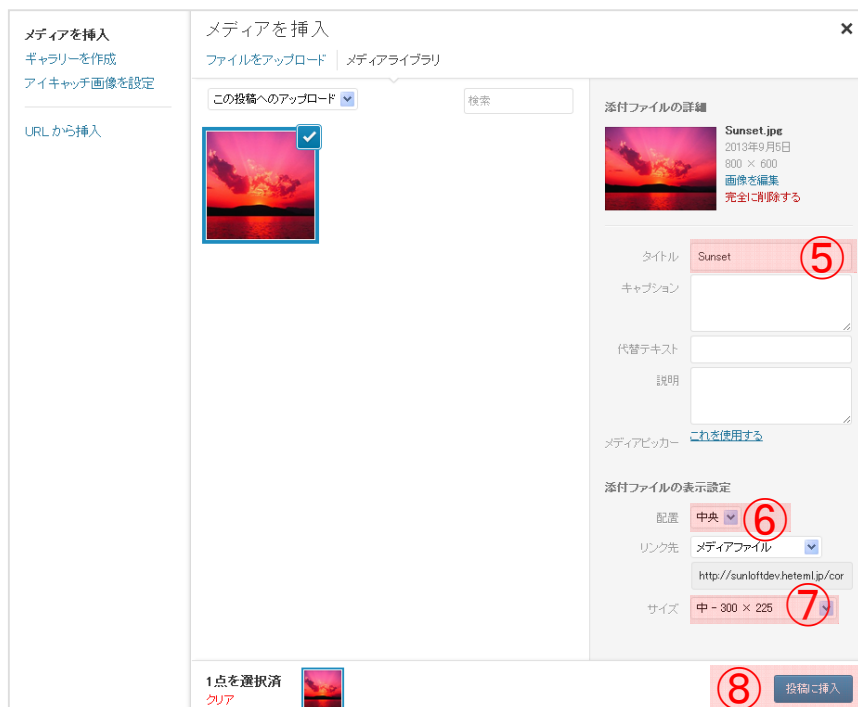 メディアを挿入
ギャラリーを作成
アイキャッチ画像を設定
URL から挿入
メディアを挿入
×
ファイルをアップロード
メディアライブラリ
この投稿へのアップロード
検索
添付ファイルの詳細
Sunset.jpg
2013年9月5日
800 × 600
画像を編集
完全に削除する
タイトル Sunset ⑤
キャプション
代替テキスト
説明
メディアピッカー これを使用する
添付ファイルの表示設定
配置 中央 ⑥
リンク先 メディアファイル
http://sunloftdev.heteml.jp/cor
サイズ 中 – 300 × 225 ⑦
1点を選択済
クリア
⑧ 投稿に挿入